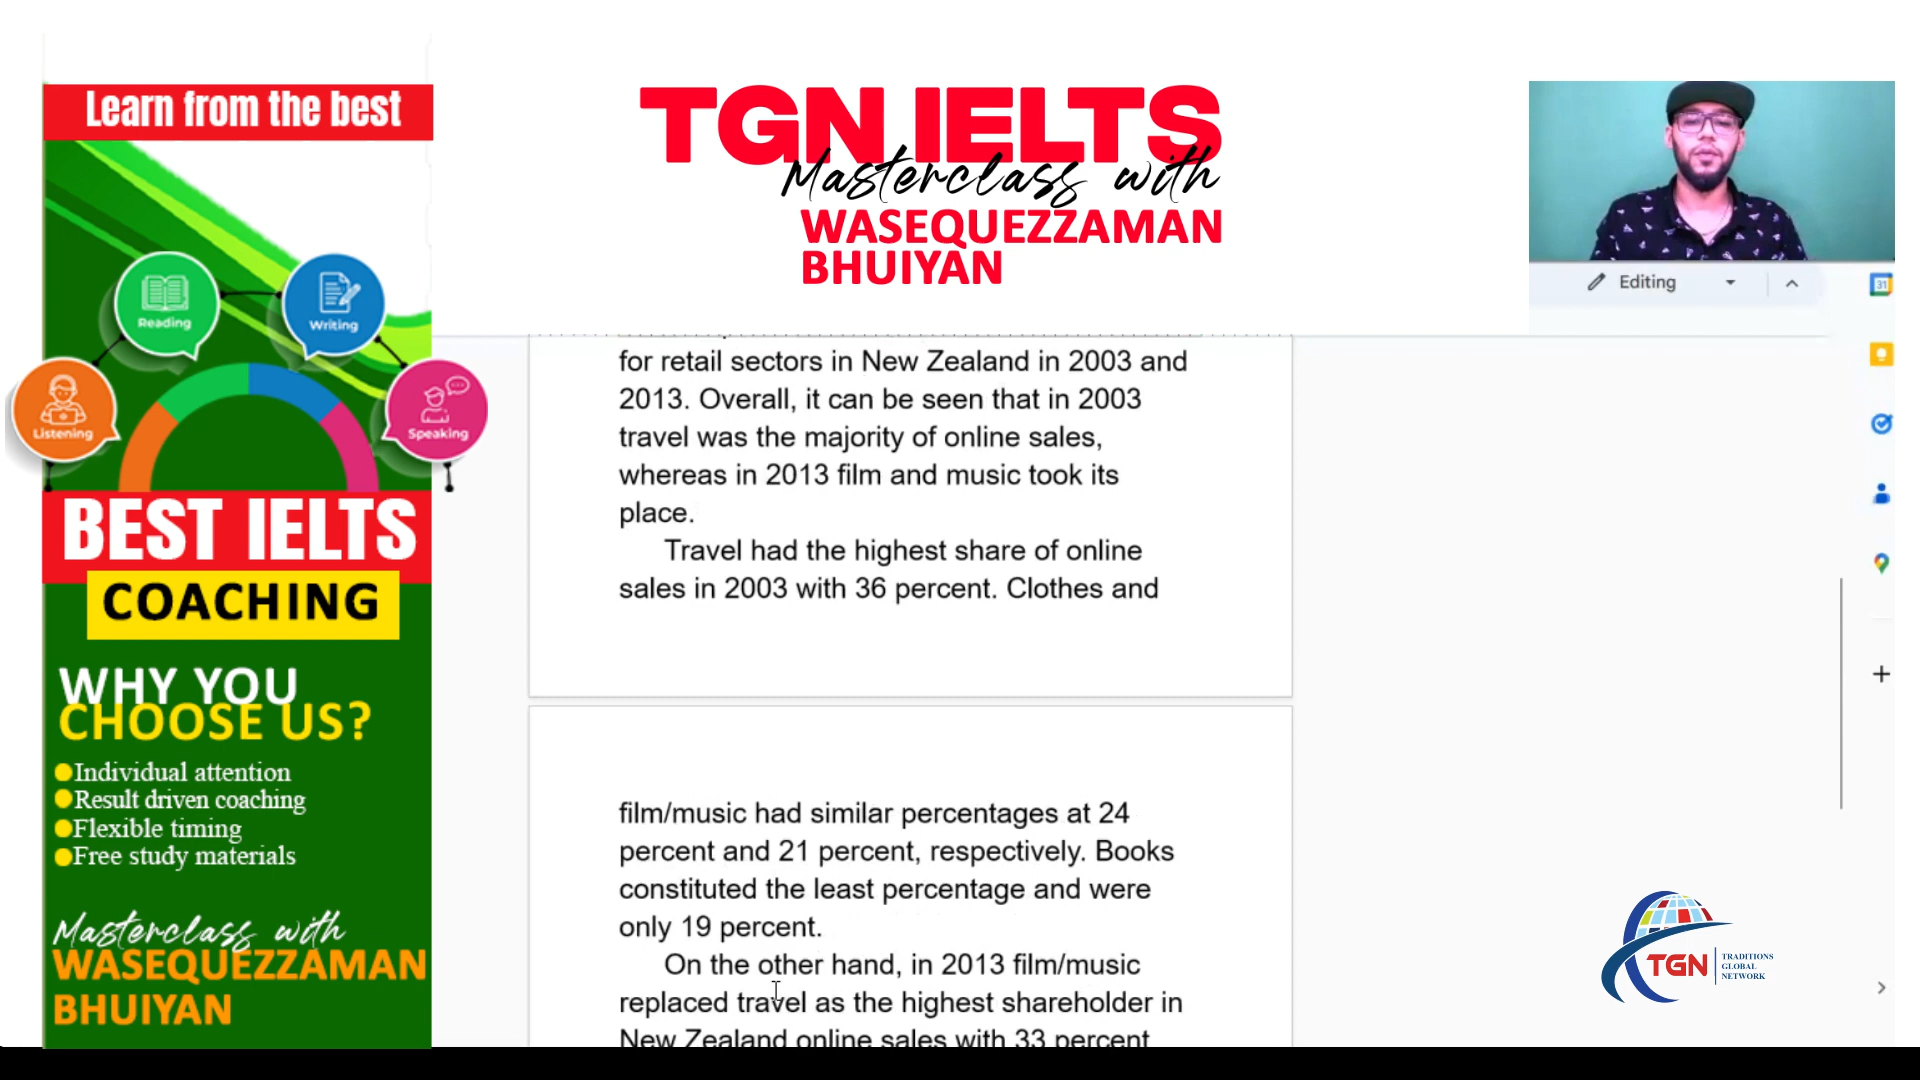 Learn from the best
Reading
Writing
Listening
Speaking
BEST IELTS
COACHING
WHY YOU
CHOOSE US?
Individual attention
Result driven coaching
Flexible timing
Free study materials
Masterclass with
WASEQUEZZAMAN
BHUIYAN
TGN IELTS
Masterclass with
WASEQUEZZAMAN
BHUIYAN
Editing
31
for retail sectors in New Zealand in 2003 and
2013. Overall, it can be seen that in 2003
travel was the majority of online sales,
whereas in 2013 film and music took its
place.
Travel had the highest share of online
sales in 2003 with 36 percent. Clothes and
film/music had similar percentages at 24
percent and 21 percent, respectively. Books
constituted the least percentage and were
only 19 percent.
On the other hand, in 2013 film/music
replaced travel as the highest shareholder in
New Zealand online sales with 33 percent
TGN
TRADITIONS
GLOBAL
NETWORK